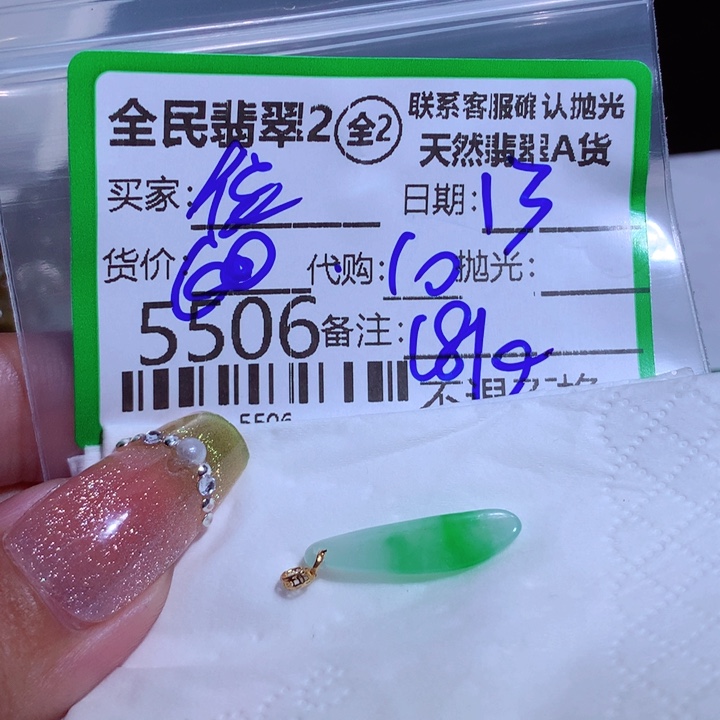 全民翡翠2 全2 联系客服确认抛光
天然翡翠A货
买家: 日期:13
货价:60 代购:10 抛光:
5506 备注:
5506